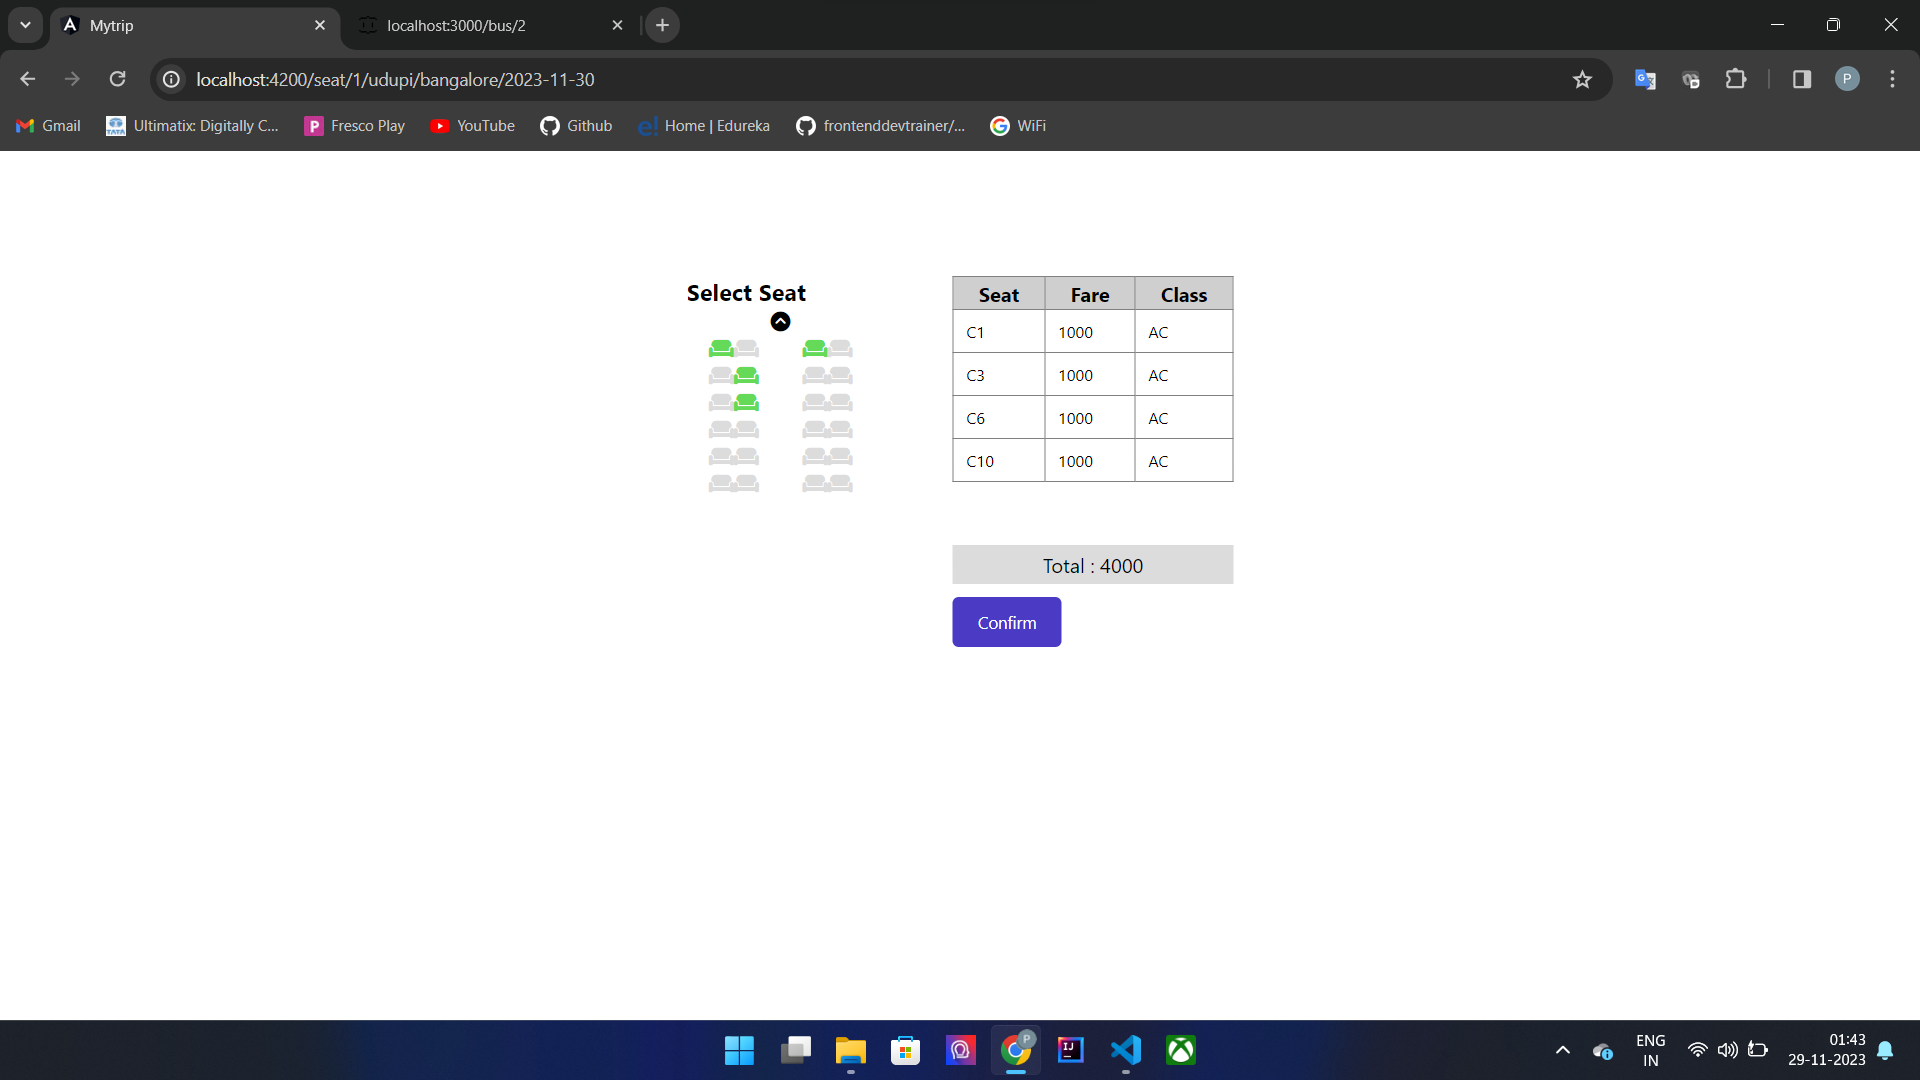 Mytrip
localhost:3000/bus/2
localhost:4200/seat/1/udupi/bangalore/2023-11-30
P
Gmail
Ultimatix: Digitally C...
Fresco Play
YouTube
Github
Home | Edureka
frontenddevtrainer/...
WiFi
Select Seat
Seat Fare Class
C1 1000 AC
C3 1000 AC
C6 1000 AC
C10 1000 AC
Total : 4000
Confirm
ENG
IN
01:43
29-11-2023